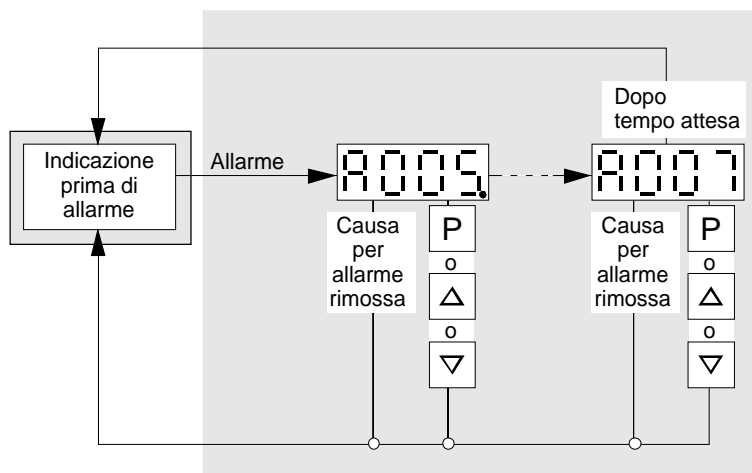 Dopo
tempo attesa
Indicazione
prima di
allarme
Allarme
A005.
A007
Causa
per
allarme
rimossa
P
o
o
Causa
per
allarme
rimossa
P
o
o